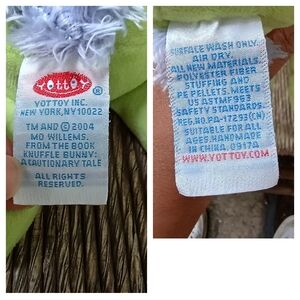 YOTTOY
®
YOTTOY INC.
NEW YORK, NY 10022
TM AND © 2004
MO WILLEMS.
FROM THE BOOK
KNUFFLE BUNNY:
A CAUTIONARY TALE
ALL RIGHTS
RESERVED.
SURFACE WASH ONLY.
AIR DRY.
ALL NEW MATERIALS
POLYESTER FIBER
STUFFING AND
PE PELLETS. MEETS
US ASTMF963
SAFETY STANDARDS.
REG.NO.PA-17293(CN)
SUITABLE FOR ALL
AGES. HANDMADE
IN CHINA. 0917A
WWW.YOTTOY.COM